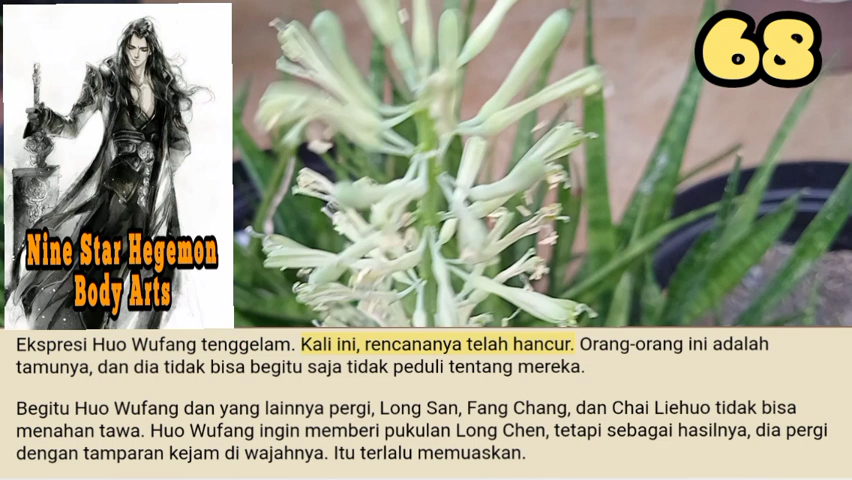 68
Nine Star Hegemon
Body Arts
Ekspresi Huo Wufang tenggelam. Kali ini, rencananya telah hancur. Orang-orang ini adalah
tamunya, dan dia tidak bisa begitu saja tidak peduli tentang mereka.
Begitu Huo Wufang dan yang lainnya pergi, Long San, Fang Chang, dan Chai Liehuo tidak bisa
menahan tawa. Huo Wufang ingin memberi pukulan Long Chen, tetapi sebagai hasilnya, dia pergi
dengan tamparan kejam di wajahnya. Itu terlalu memuaskan.